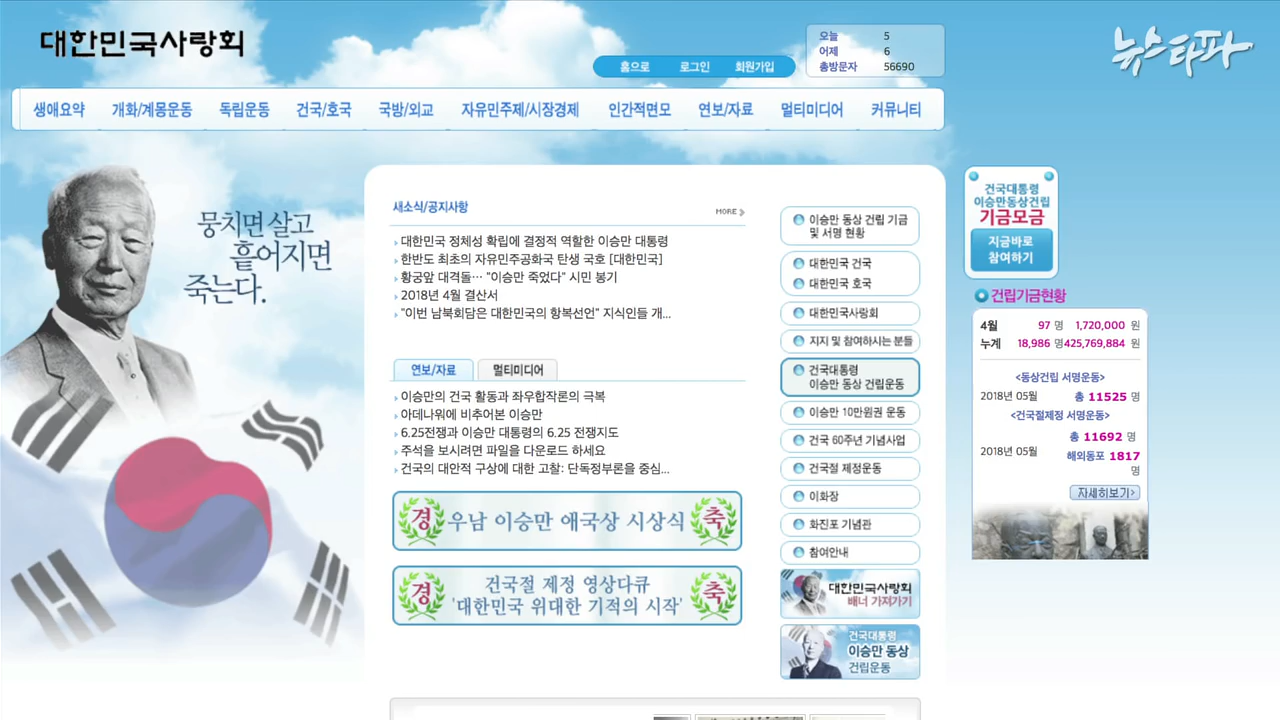 대한민국사랑회
오늘 5
어제 6
총방문자 56690
뉴스타파
홈으로 로그인 회원가입
생애요약 개화/계몽운동 독립운동 건국/호국 국방/외교 자유민주제/시장경제 인간적면모 연보/자료 멀티미디어 커뮤니티
뭉치면 살고
흩어지면
죽는다.
새소식/공지사항 MORE
대한민국 정체성 확립에 결정적 역할한 이승만 대통령
한반도 최초의 자유민주공화국 탄생 국호 [대한민국]
황궁앞 대격돌… "이승만 죽었다" 시민 봉기
2018년 4월 결산서
"이번 남북회담은 대한민국의 항복선언" 지식인들 개...
연보/자료 멀티미디어
이승만의 건국 활동과 좌우합작론의 극복
아데나워에 비추어본 이승만
6.25전쟁과 이승만 대통령의 6.25 전쟁지도
주석을 보시려면 파일을 다운로드 하세요
건국의 대안적 구상에 대한 고찰: 단독정부론을 중심...
경 우남 이승만 애국상 시상식 축
경 건국절 제정 영상다큐 축
'대한민국 위대한 기적의 시작'
이승만 동상 건립 기금
및 서명 현황
대한민국 건국
대한민국 호국
대한민국사랑회
지지 및 참여하시는 분들
건국대통령
이승만 동상 건립운동
이승만 10만원권 운동
건국 60주년 기념사업
건국절 제정운동
이화장
화진포 기념관
참여안내
대한민국사랑회
배너 가져가기
건국대통령
이승만 동상
건립운동
건국대통령
이승만동상건립
기금모금
지금바로
참여하기
건립기금현황
4월 97 명 1,720,000 원
누계 18,986 명 425,769,884 원
<동상건립 서명운동>
2018년 05월 총 11525 명
<건국절제정 서명운동>
2018년 05월 총 11692 명
해외동포 1817
명
자세히보기>